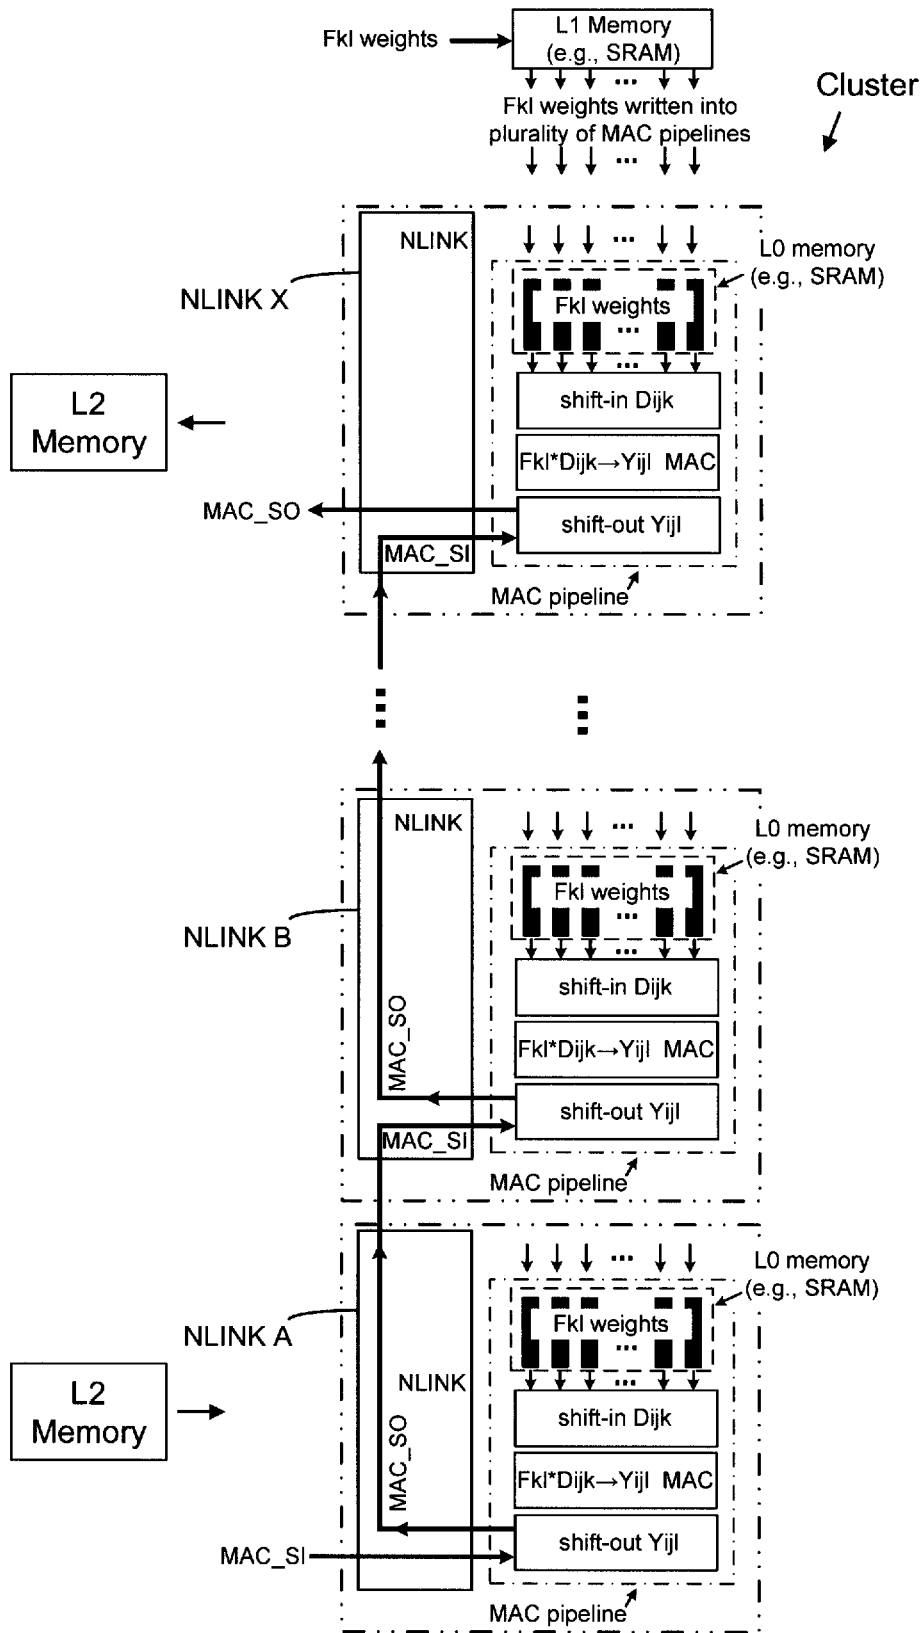 L1 Memory
(e.g., SRAM)
Fkl weights
Fkl weights written into
plurality of MAC pipelines
Cluster
NLINK
L0 memory
(e.g., SRAM)
NLINK X
Fkl weights
shift-in Dijk
L2
Memory
Fkl*Dijk→Yijl MAC
MAC_SO
shift-out Yijl
MAC_SI
MAC pipeline
NLINK
L0 memory
(e.g., SRAM)
Fkl weights
NLINK B
shift-in Dijk
MAC_SO
Fkl*Dijk→Yijl MAC
shift-out Yijl
MAC_SI
MAC pipeline
L0 memory
(e.g., SRAM)
Fkl weights
NLINK A
NLINK
shift-in Dijk
L2
Memory
MAC_SO
Fkl*Dijk→Yijl MAC
shift-out Yijl
MAC_SI
MAC pipeline